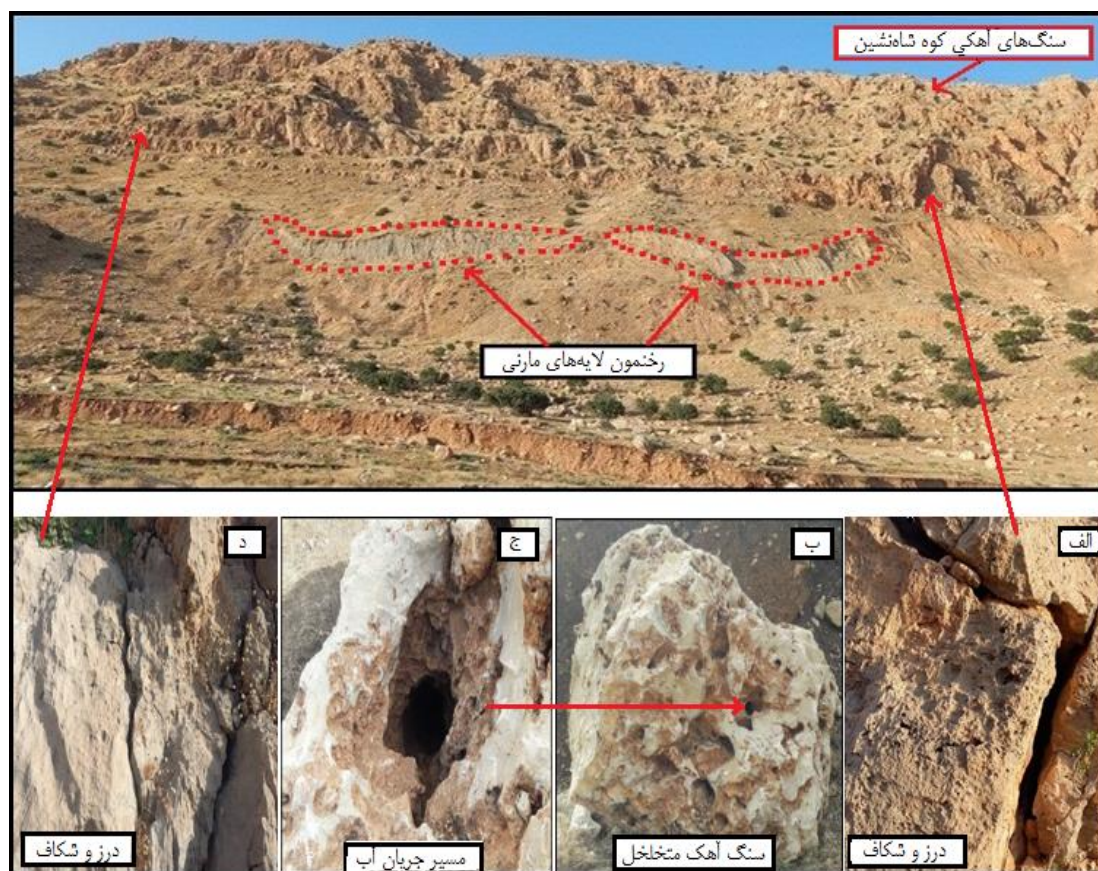 سنگ‌های آهکی کوه شاه‌نشین
رخنمون لایه‌های مارنی
الف
ب
ج
د
درز و شکاف
سنگ آهک متخلخل
مسیر جریان آب
درز و شکاف